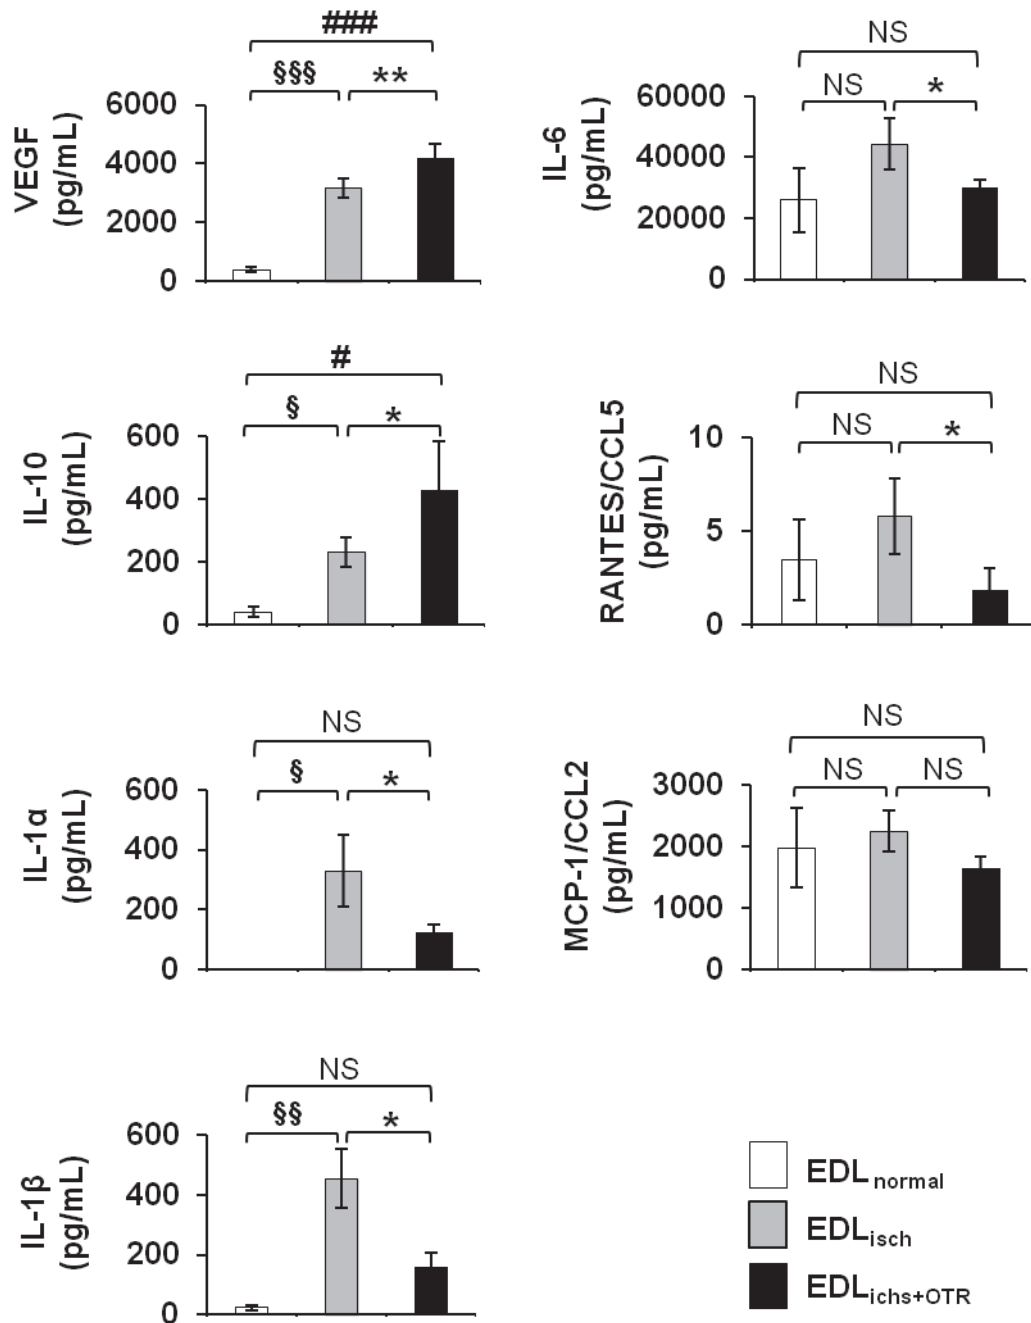 ###
§§§ **
VEGF
(pg/mL)
6000
4000
2000
0
NS
NS *
IL-6
(pg/mL)
60000
40000
20000
0
#
§ *
IL-10
(pg/mL)
600
400
200
0
NS
NS *
RANTES/CCL5
(pg/mL)
10
5
0
NS
§ *
IL-1α
(pg/mL)
600
400
200
0
NS
NS NS
MCP-1/CCL2
(pg/mL)
3000
2000
1000
0
NS
§§ *
IL-1β
(pg/mL)
600
400
200
0
EDLnormal
EDLisch
EDLichs+OTR